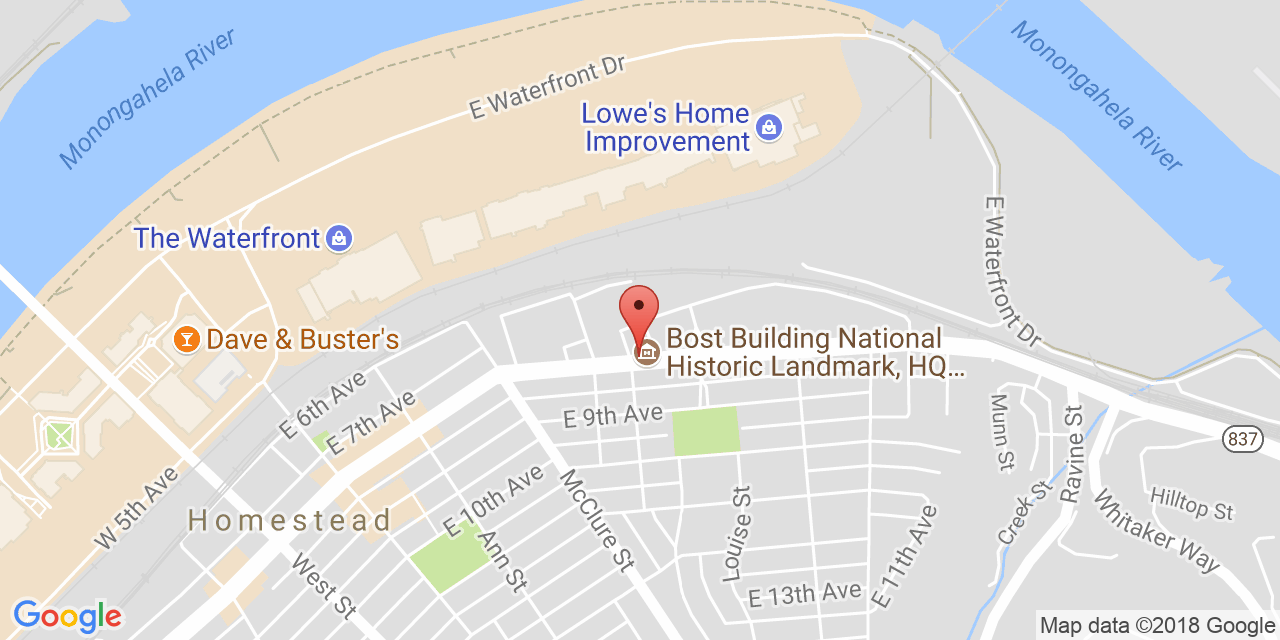 Monongahela River
E Waterfront Dr
Monongahela River
Lowe's Home
Improvement
The Waterfront
E Waterfront Dr
Dave & Buster's
Bost Building National
Historic Landmark, HQ...
E 6th Ave
E 7th Ave
E 9th Ave
Munn St
Ravine St
837
W 5th Ave
E 10th Ave
McClure St
Louise St
Creek St
Hilltop St
Whitaker Way
Homestead
Ann St
E 11th Ave
West St
E 13th Ave
Google
Map data ©2018 Google